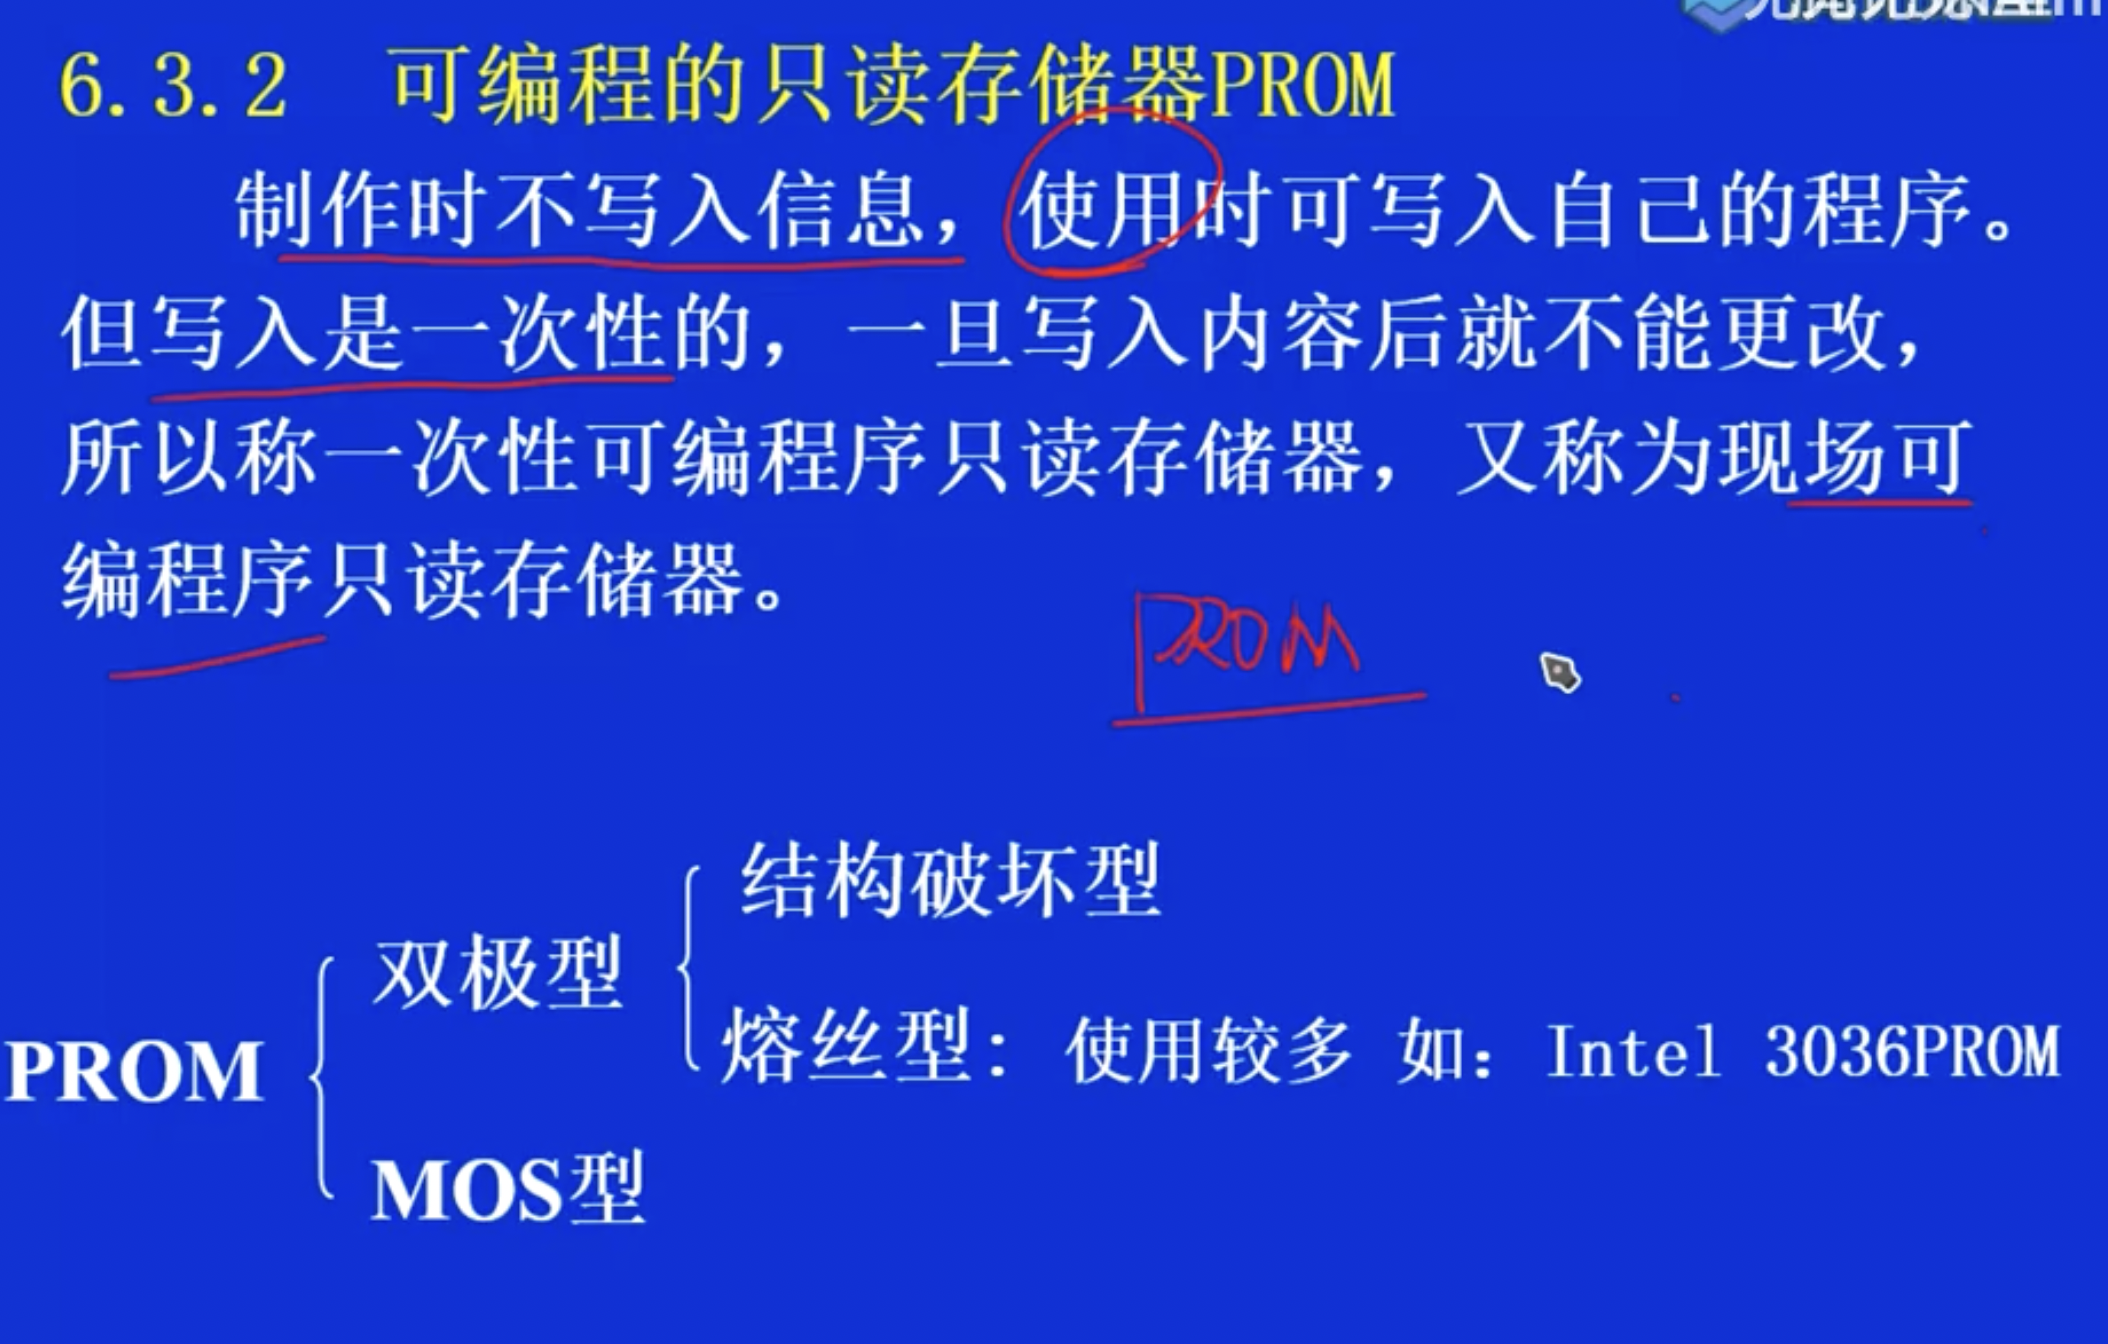 6.3.2 可编程的只读存储器PROM
制作时不写入信息，使用时可写入自己的程序。
但写入是一次性的，一旦写入内容后就不能更改，
所以称一次性可编程序只读存储器，又称为现场可
编程序只读存储器。
PROM
结构破坏型
双极型
熔丝型：使用较多 如：Intel 3036PROM
PROM
MOS型